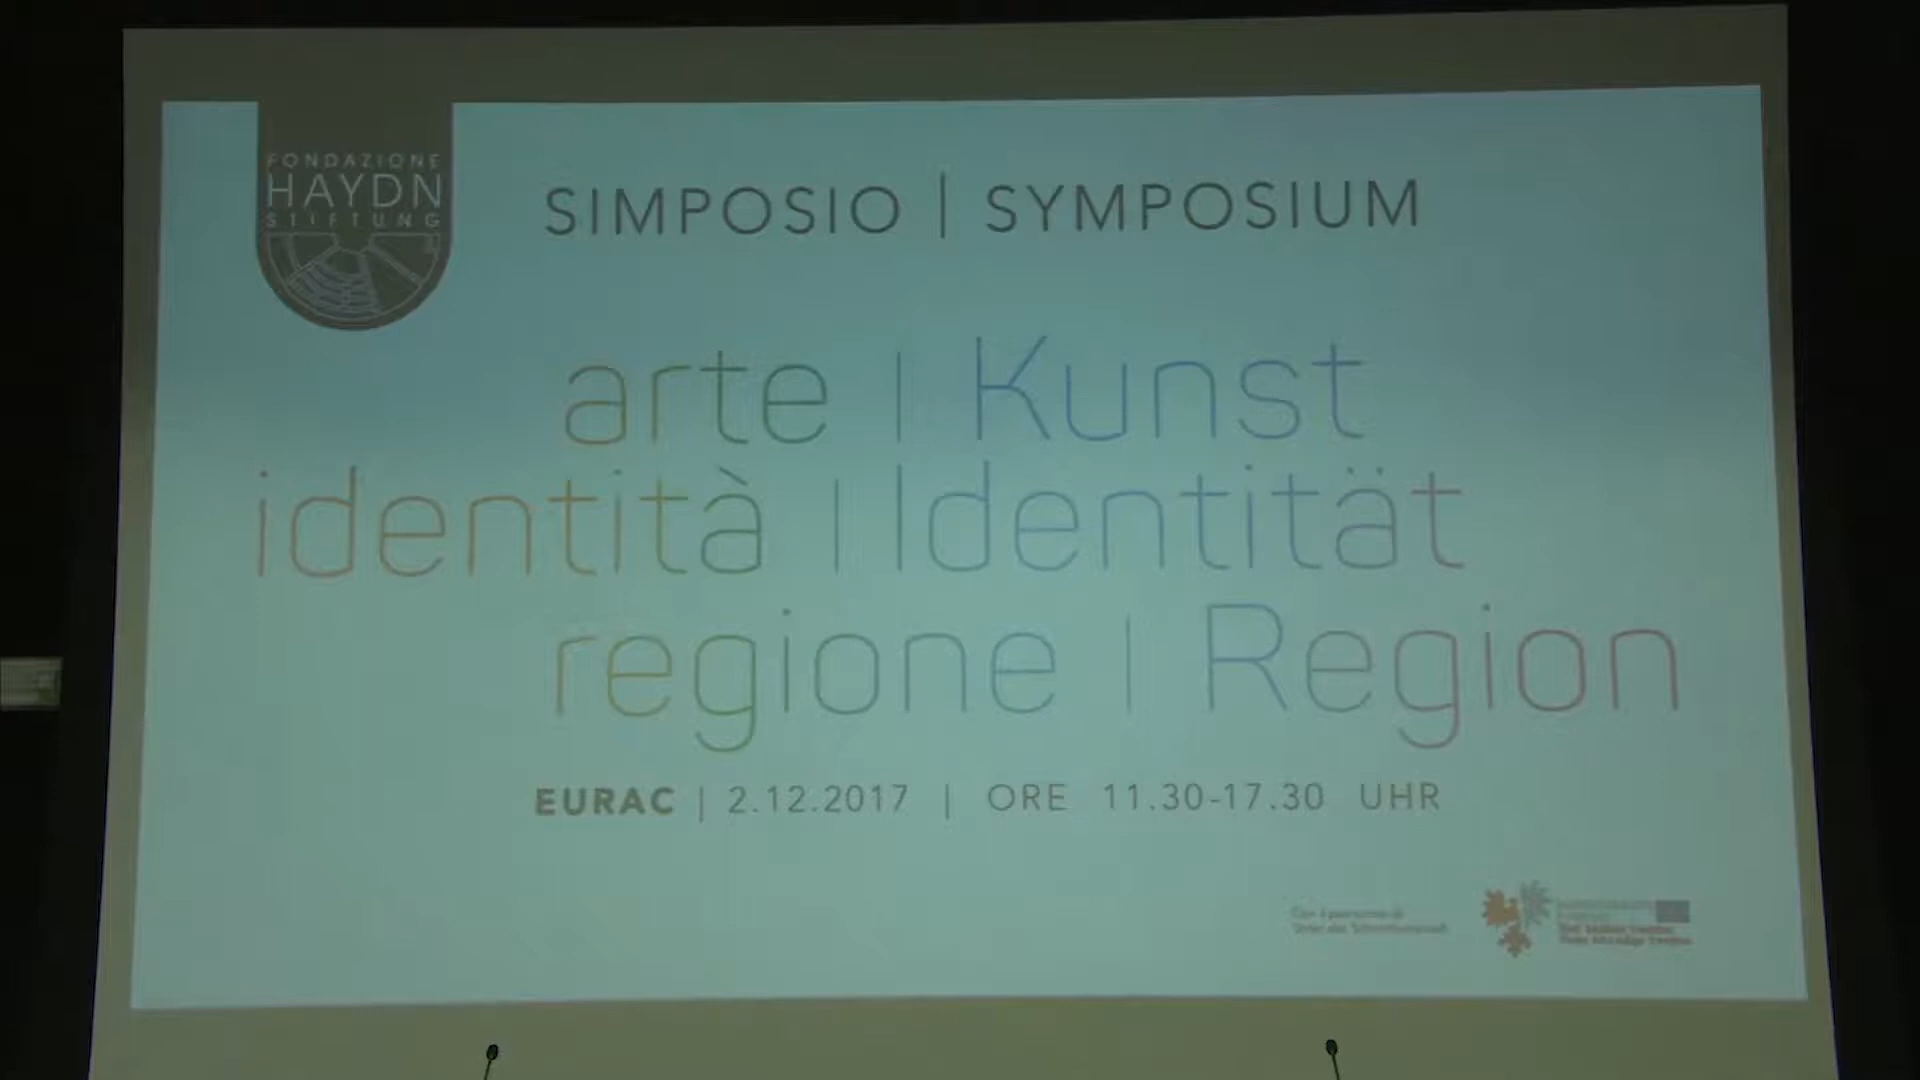 FONDAZIONE
HAYDN
STIFTUNG
SIMPOSIO | SYMPOSIUM
arte | Kunst
identità | Identität
regione | Region
EURAC | 2.12.2017 | ORE 11.30-17.30 UHR